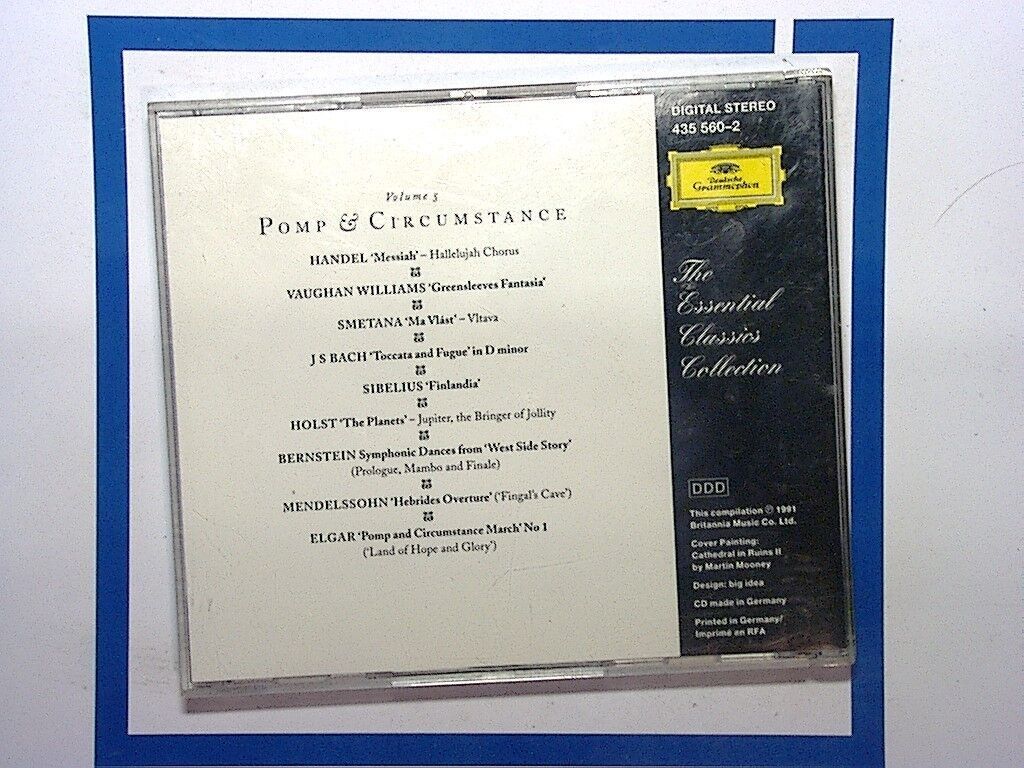 Volume 5
POMP & CIRCUMSTANCE
HANDEL 'Messiah' – Hallelujah Chorus
VAUGHAN WILLIAMS 'Greensleeves Fantasia'
SMETANA 'Ma Vlást' – Vltava
J S BACH 'Toccata and Fugue' in D minor
SIBELIUS 'Finlandia'
HOLST 'The Planets' – Jupiter, the Bringer of Jollity
BERNSTEIN Symphonic Dances from 'West Side Story'
(Prologue, Mambo and Finale)
MENDELSSOHN 'Hebrides Overture' ('Fingal's Cave')
ELGAR 'Pomp and Circumstance March' No 1
('Land of Hope and Glory')
DIGITAL STEREO
435 560-2
Deutsche
Grammophon
The
Essential
Classics
Collection
DDD
This compilation ℗ 1991
Britannia Music Co. Ltd.
Cover Painting:
Cathedral in Ruins II
by Martin Mooney
Design: big idea
CD made in Germany
Printed in Germany/
Imprimé en RFA